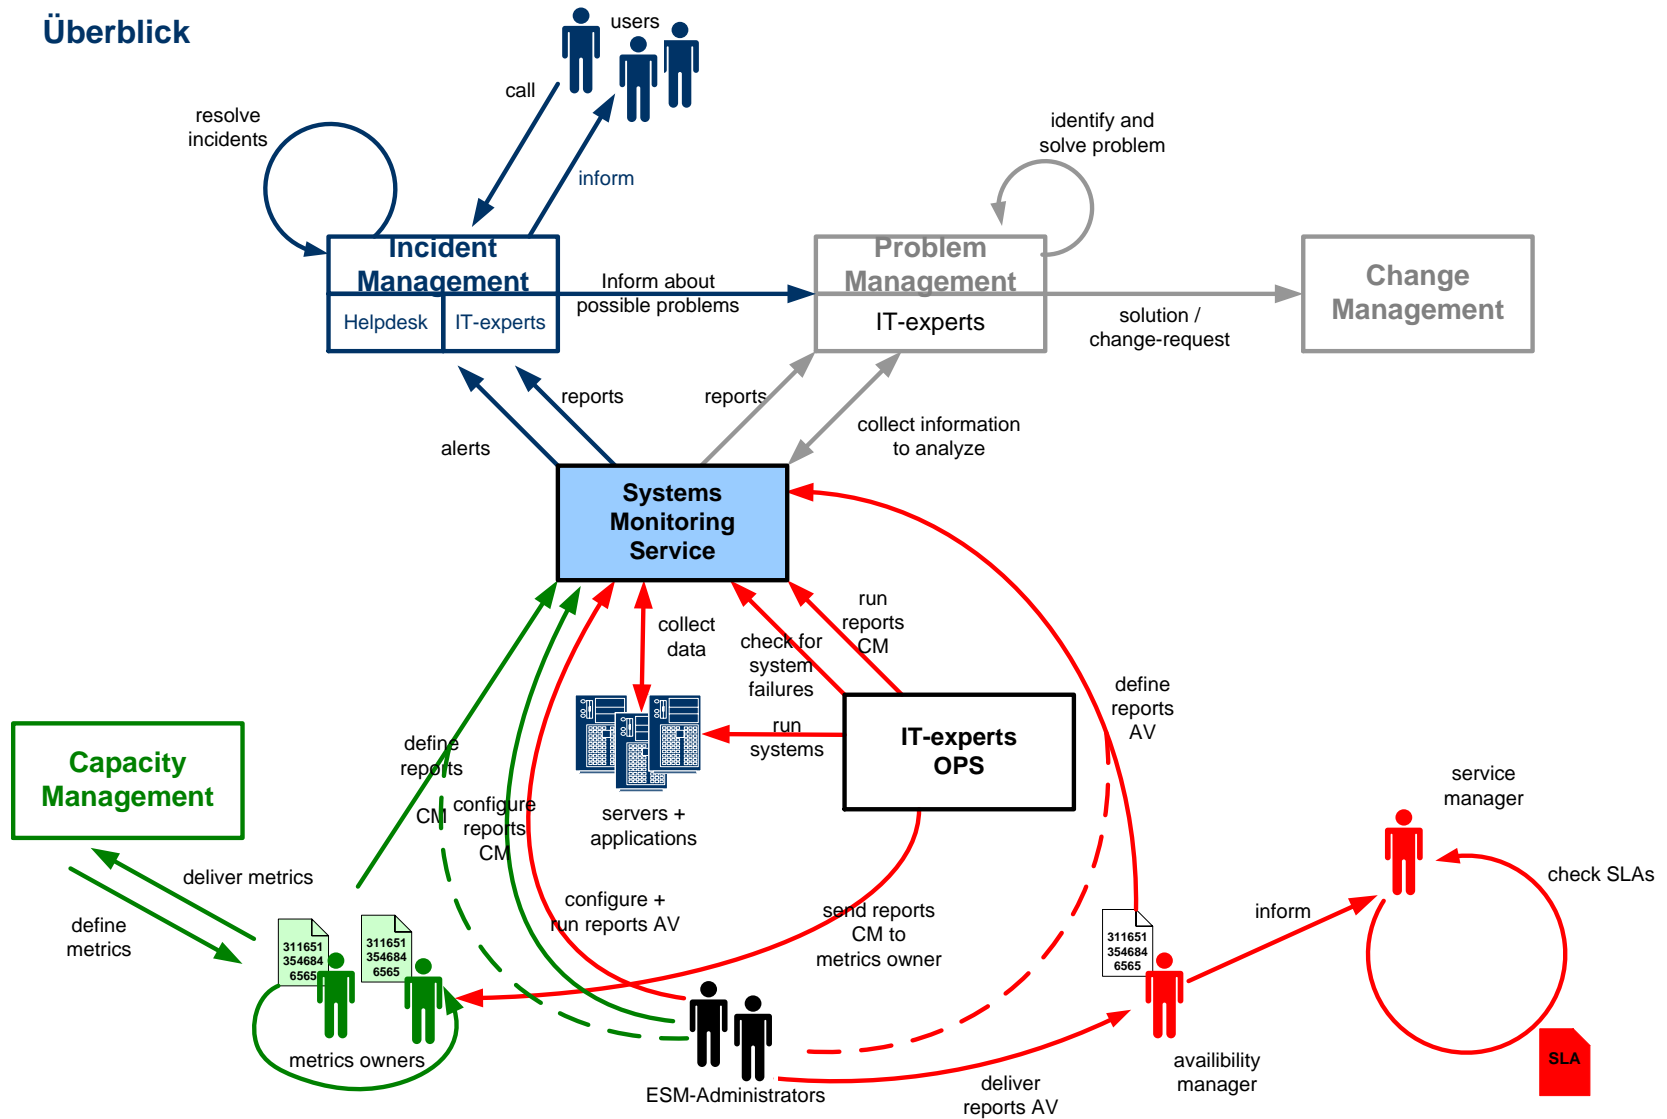 Überblick
users
call
resolve
incidents
inform
identify and
solve problem
Incident
Management
Helpdesk
IT-experts
Inform about
possible problems
Problem
Management
IT-experts
solution /
change-request
Change
Management
alerts
reports
reports
collect information
to analyze
Systems
Monitoring
Service
collect
data
check for
system
failures
run
reports
CM
define
reports
AV
run
systems
IT-experts
OPS
servers +
applications
Capacity
Management
define
reports
CM
configure
reports
CM
deliver metrics
define
metrics
configure +
run reports AV
send reports
CM to
metrics owner
service
manager
check SLAs
inform
311651
354684
6565
311651
354684
6565
311651
354684
6565
metrics owners
ESM-Administrators
deliver
reports AV
availibility
manager
SLA